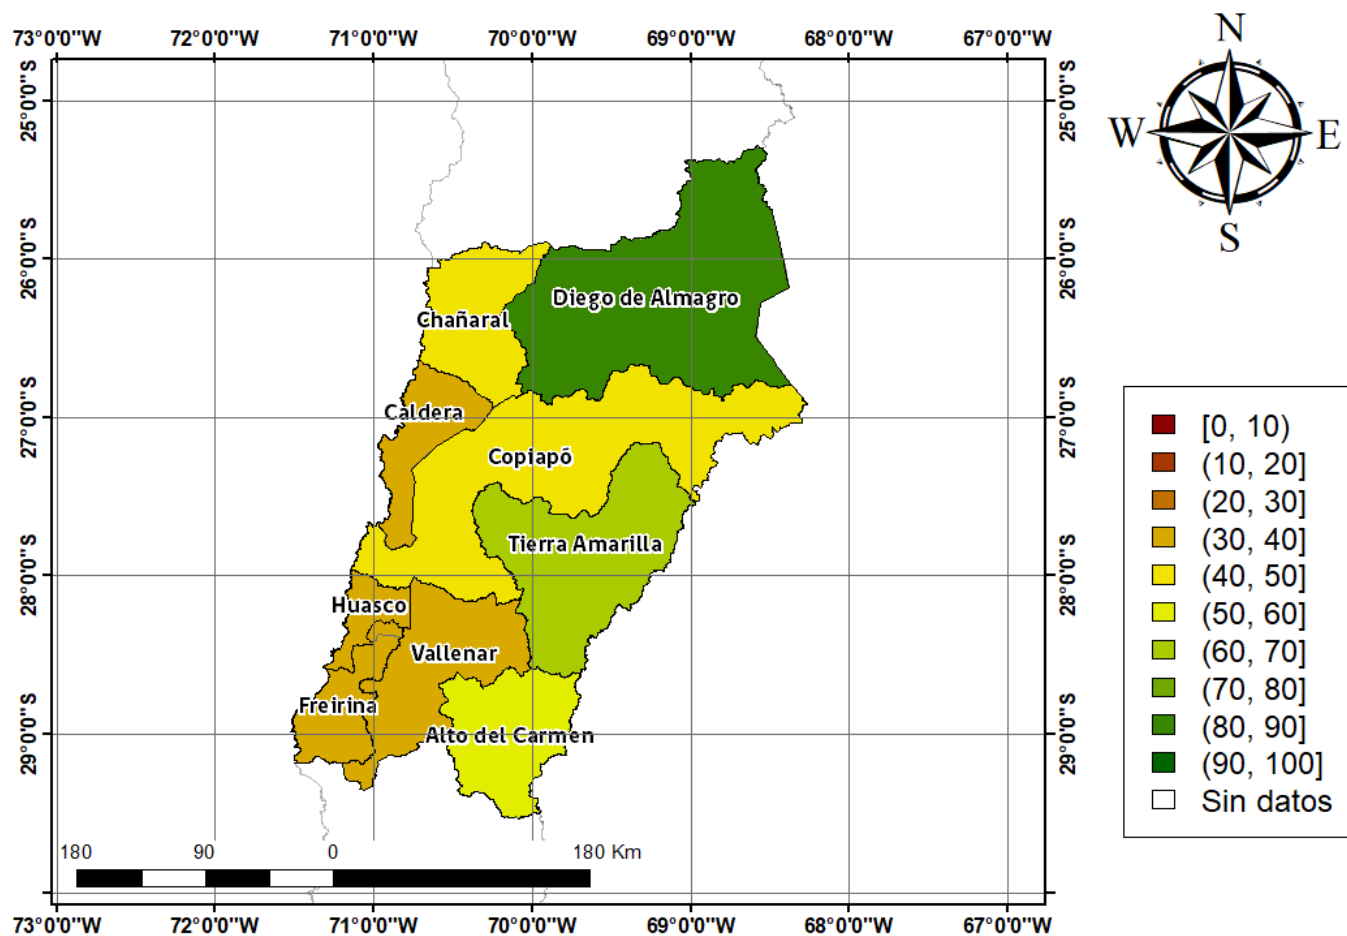 73°0'0"W 72°0'0"W 71°0'0"W 70°0'0"W 69°0'0"W 68°0'0"W 67°0'0"W
N
W E
S
25°0'0"S 25°0'0"S
26°0'0"S 26°0'0"S
27°0'0"S 27°0'0"S
28°0'0"S 28°0'0"S
29°0'0"S 29°0'0"S
Diego de Almagro
Chañaral
Caldera
Copiapó
Tierra Amarilla
Huasco
Vallenar
Freirina
Alto del Carmen
[0, 10)
(10, 20]
(20, 30]
(30, 40]
(40, 50]
(50, 60]
(60, 70]
(70, 80]
(80, 90]
(90, 100]
Sin datos
180 90 0 180 Km
73°0'0"W 72°0'0"W 71°0'0"W 70°0'0"W 69°0'0"W 68°0'0"W 67°0'0"W